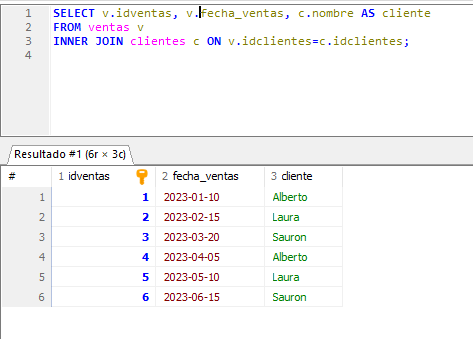 1 SELECT v.idventas, v.fecha_ventas, c.nombre AS cliente
2 FROM ventas v
3 INNER JOIN clientes c ON v.idclientes=c.idclientes;
4
Resultado #1 (6r × 3c)
# 1 idventas 2 fecha_ventas 3 cliente
1 1 2023-01-10 Alberto
2 2 2023-02-15 Laura
3 3 2023-03-20 Sauron
4 4 2023-04-05 Alberto
5 5 2023-05-10 Laura
6 6 2023-06-15 Sauron